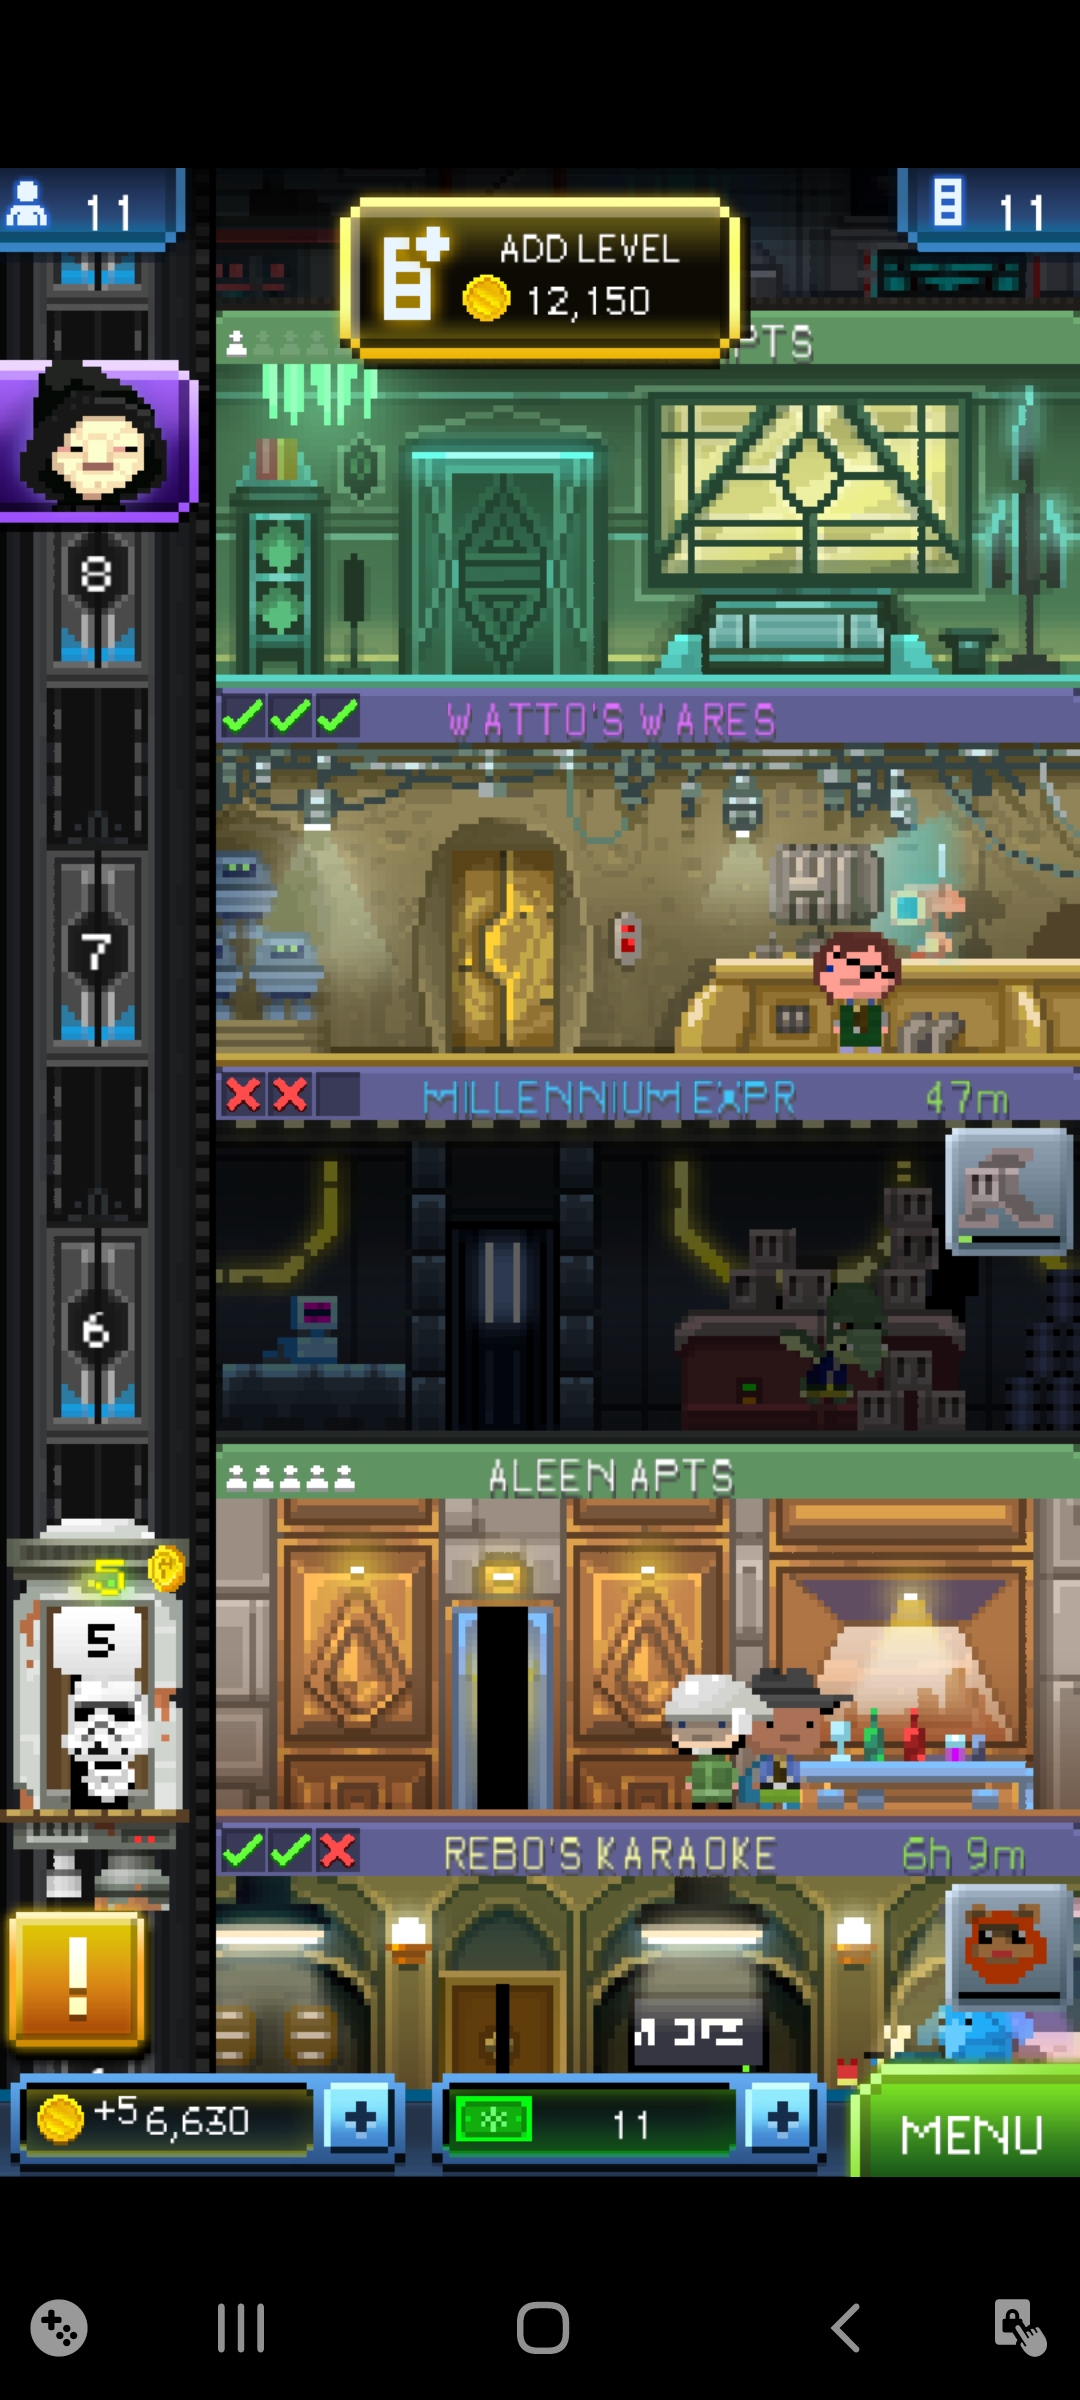 11
11
ADD LEVEL
12,150
PTS
8
WATTO'S WARES
7
MILLENNIUM EXPR 47m
6
ALEEN APTS
5
5
REBO'S KARAOKE 6h 9m
!
+5 6,630
11
MENU